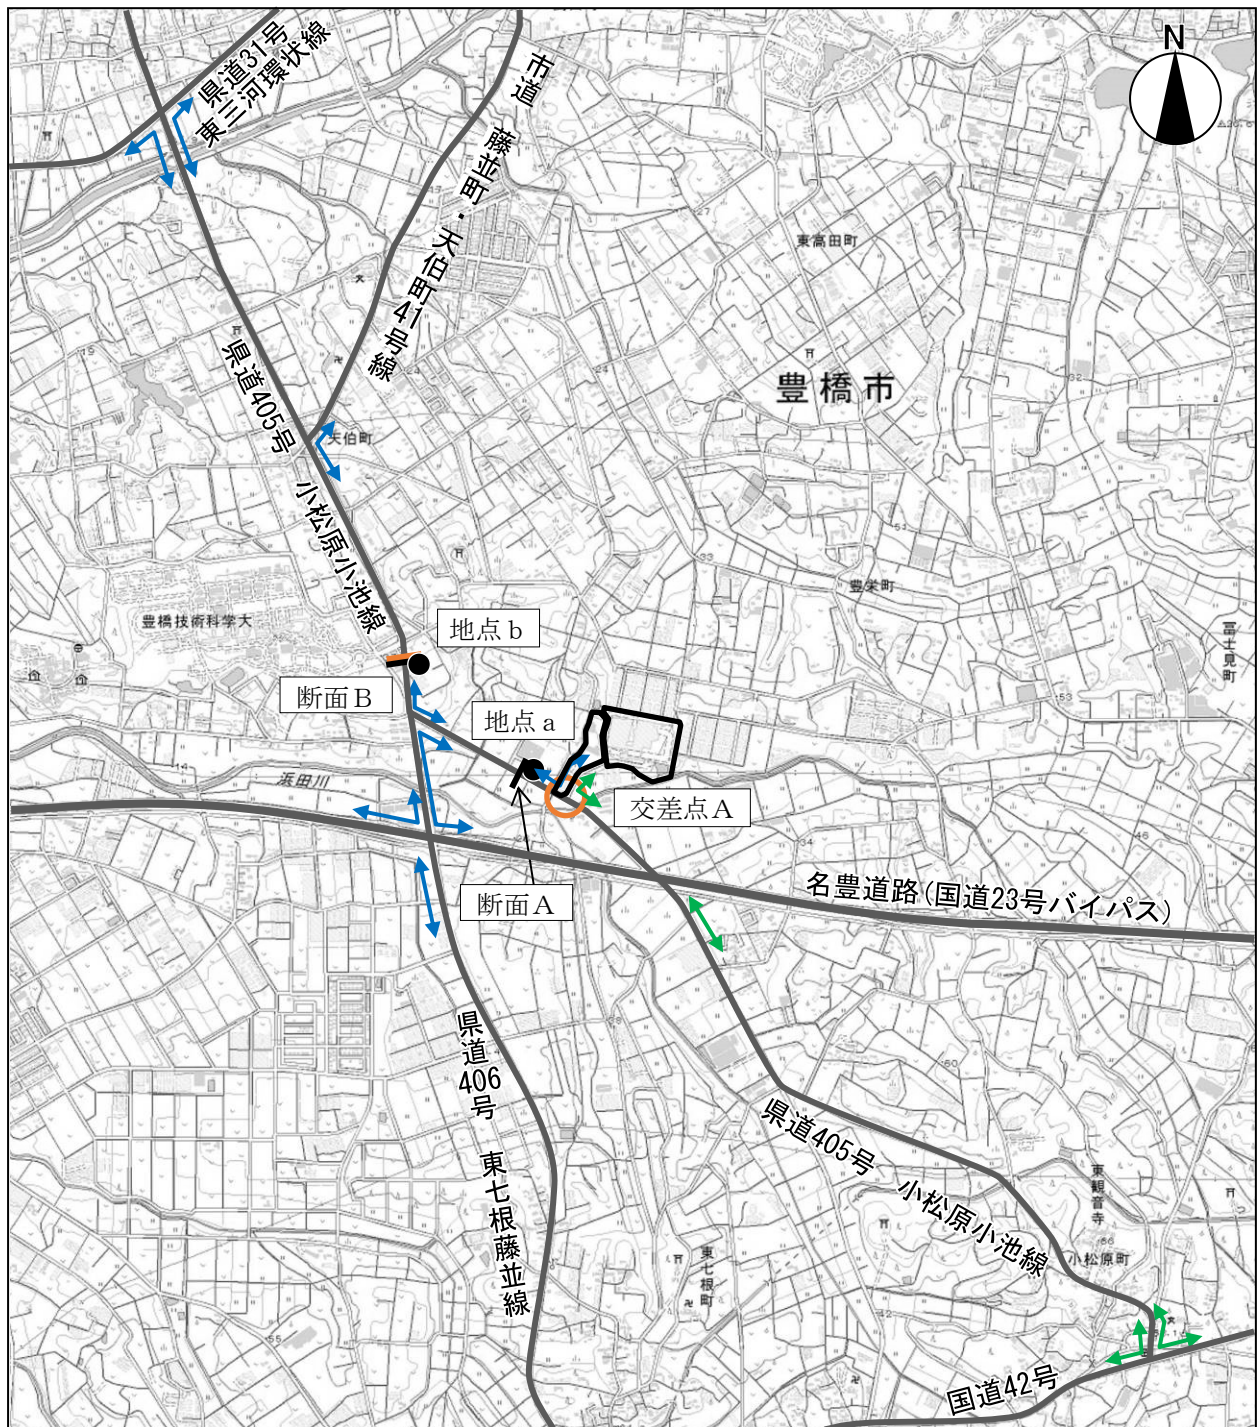 N
県道31号
東三河環状線
市道 藤並町・天伯町41号線
東高田町
豊橋市
県道405号 小松原小池線
天伯町
豊橋技術科学大
豊栄町
富士見町
地点b
断面B
地点a
浜田川
交差点A
断面A
名豊道路(国道23号バイパス)
県道406号 東七根藤並線
県道405号 小松原小池線
東観音寺
小松原町
東七根町
国道42号